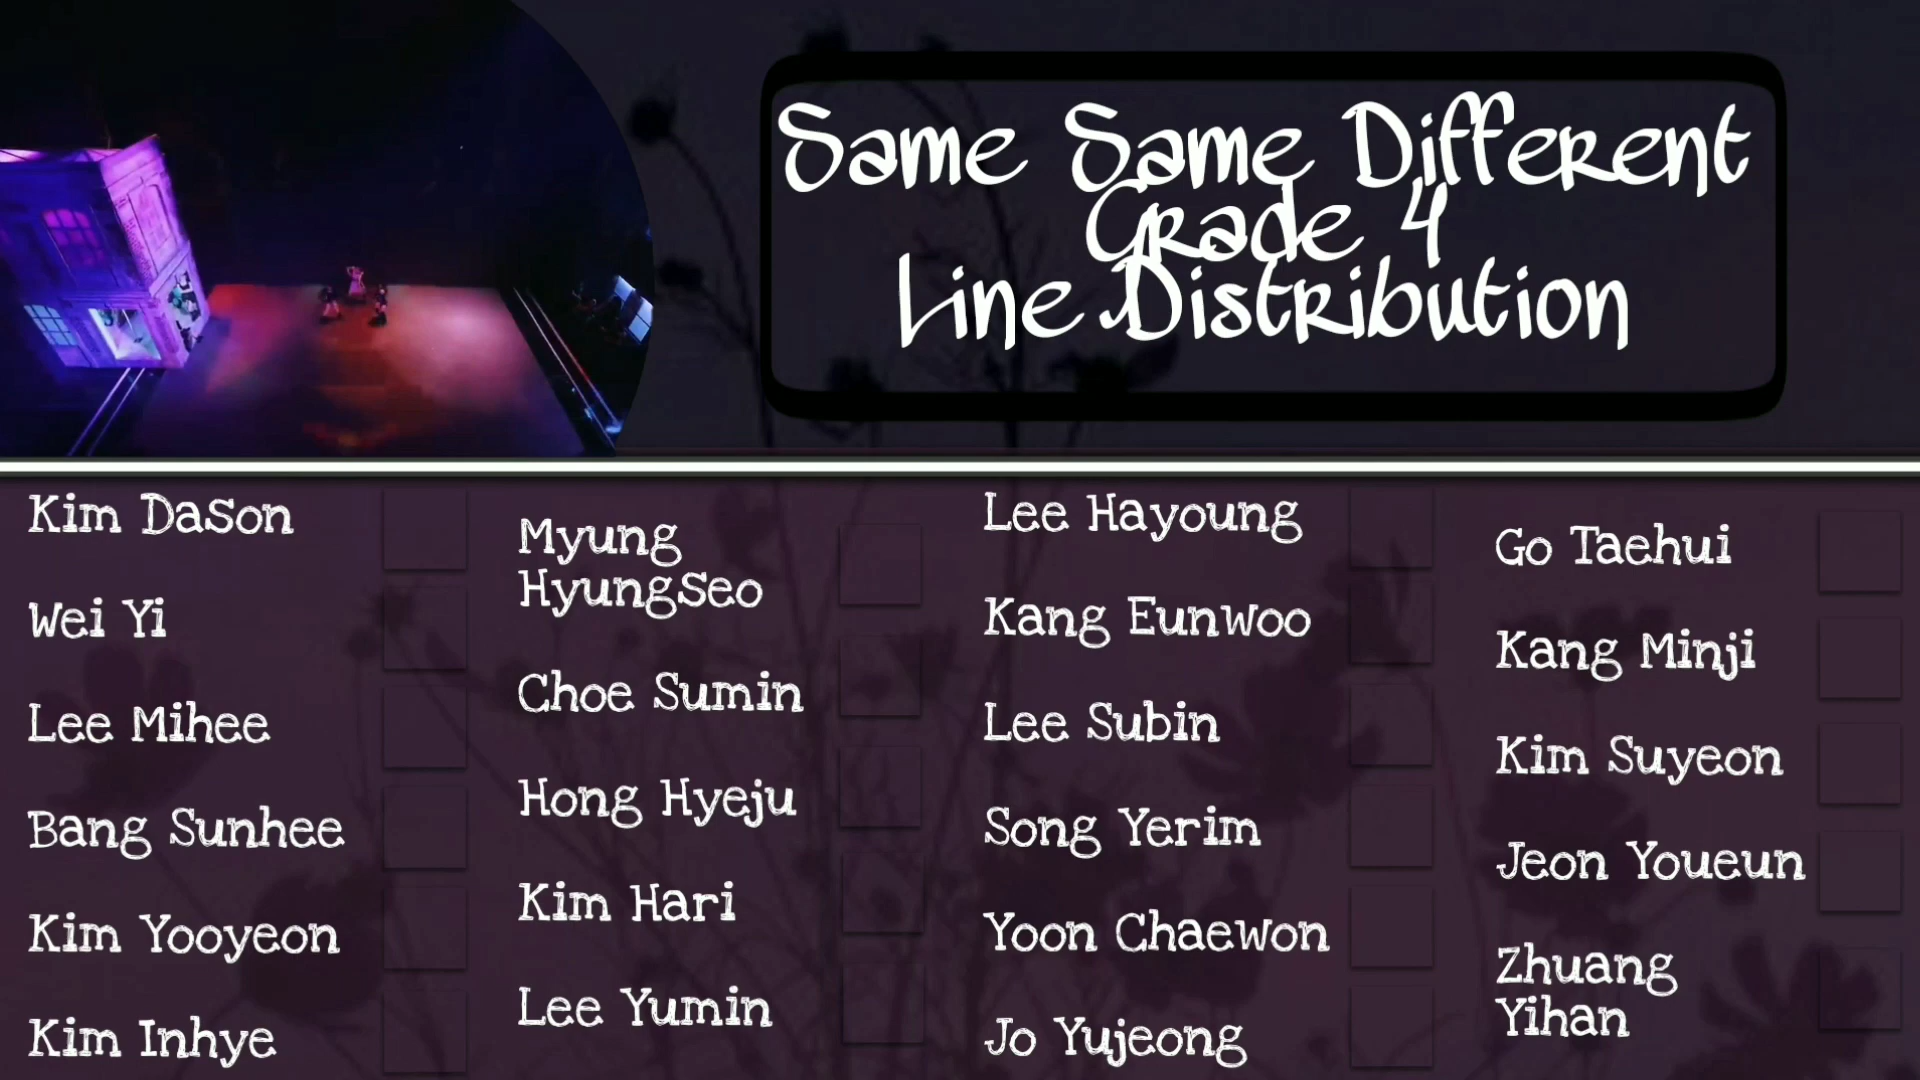 Same Same Different
Grade 4
Line Distribution
Kim Dason
Wei Yi
Lee Mihee
Bang Sunhee
Kim Yooyeon
Kim Inhye
Myung
Hyungseo
Choe Sumin
Hong Hyeju
Kim Hari
Lee Yumin
Lee Hayoung
Kang Eunwoo
Lee Subin
Song Yerim
Yoon Chaewon
Jo Yujeong
Go Taehui
Kang Minji
Kim Suyeon
Jeon Youeun
Zhuang
Yihan